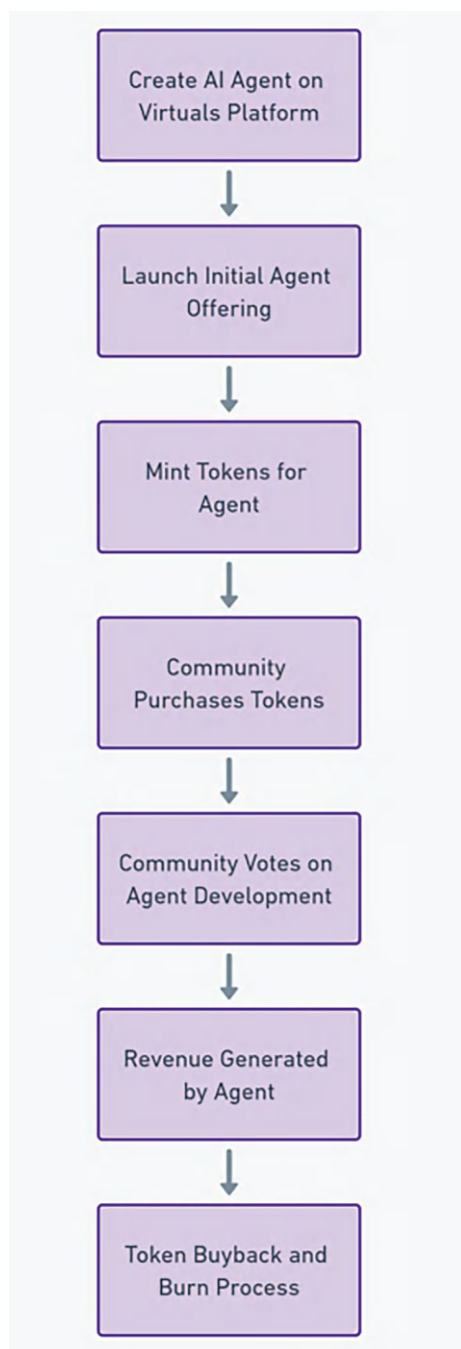 Create AI Agent on
Virtuals Platform
Launch Initial Agent
Offering
Mint Tokens for
Agent
Community
Purchases Tokens
Community Votes on
Agent Development
Revenue Generated
by Agent
Token Buyback and
Burn Process